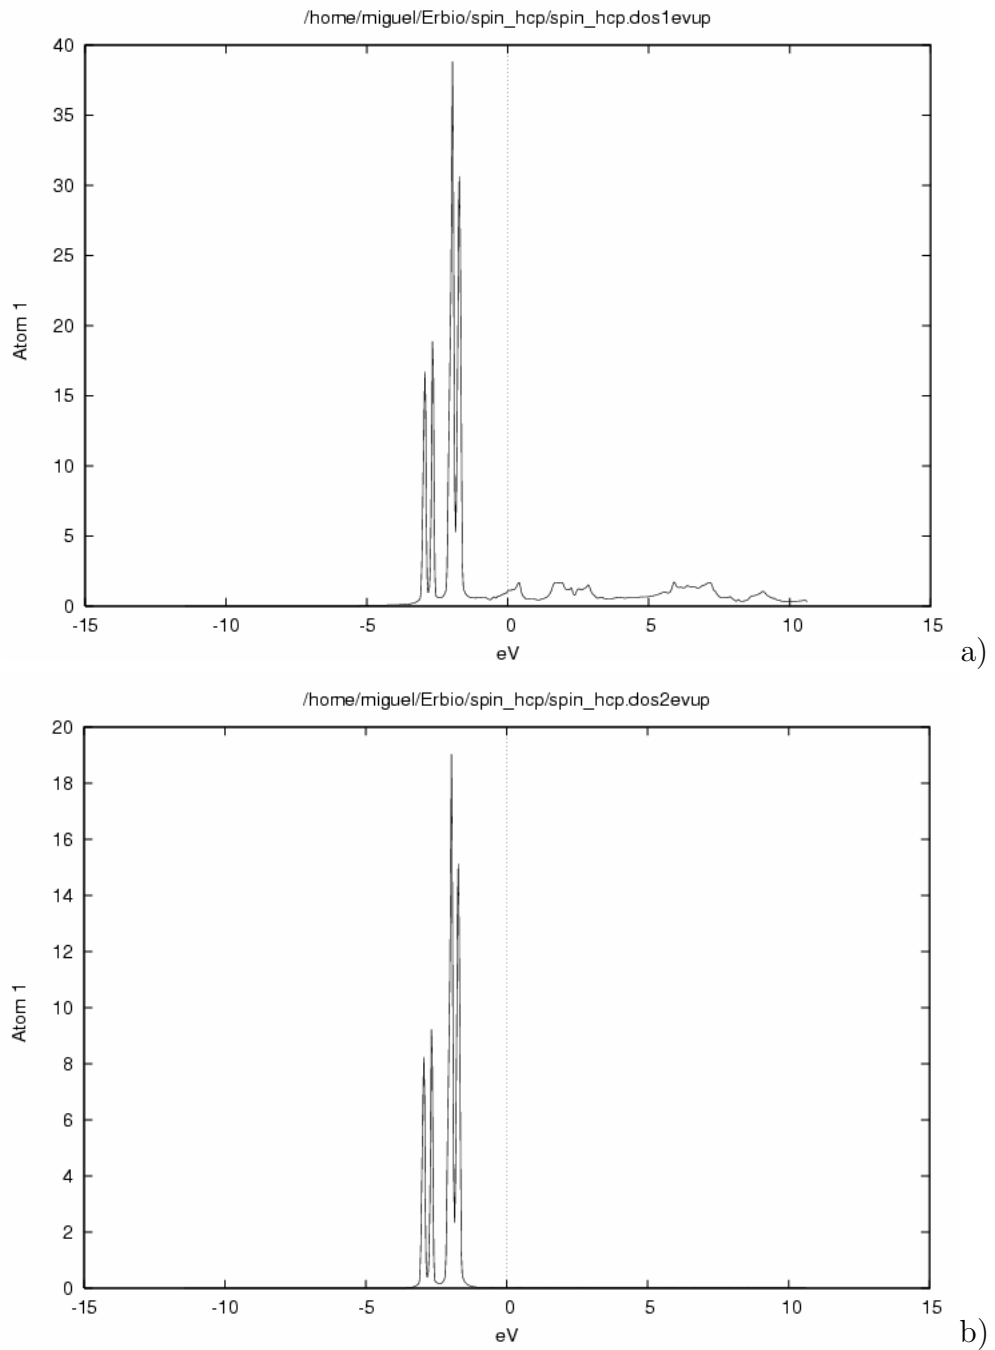 /home/miguel/Erbio/spin_hcp/spin_hcp.dos1evup
40
35
30
25
20
15
10
5
0
Atom 1
-15 -10 -5 0 5 10 15
eV
a)
/home/miguel/Erbio/spin_hcp/spin_hcp.dos2evup
20
18
16
14
12
10
8
6
4
2
0
Atom 1
-15 -10 -5 0 5 10 15
eV
b)